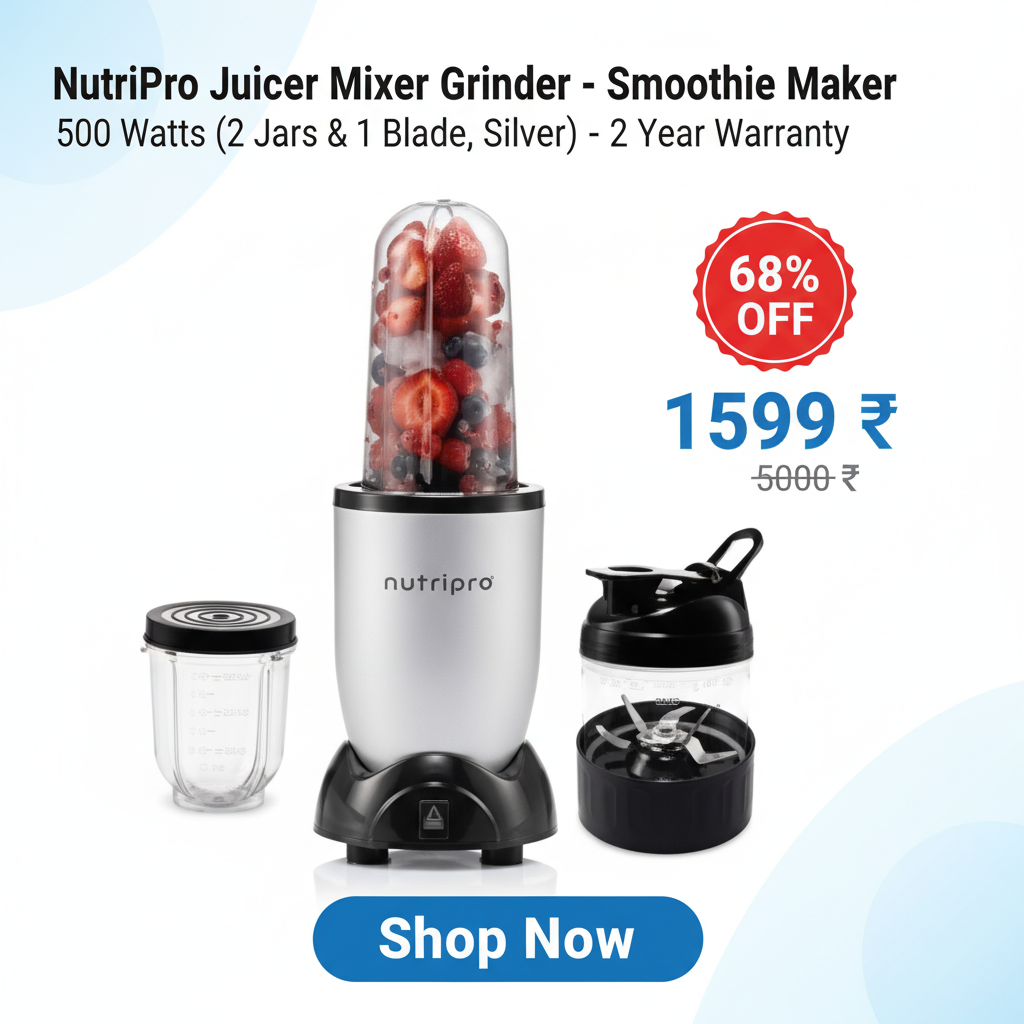 NutriPro Juicer Mixer Grinder - Smoothie Maker
500 Watts (2 Jars & 1 Blade, Silver) - 2 Year Warranty
68%
OFF
1599 ₹
5000 ₹
nutripro
Shop Now